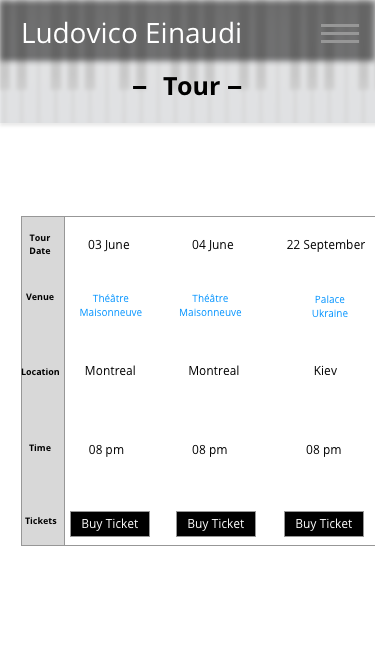 Ludovico Einaudi
– Tour –
Tour Date
03 June
04 June
22 September
Venue
Théâtre Maisonneuve
Théâtre Maisonneuve
Palace Ukraine
Location
Montreal
Montreal
Kiev
Time
08 pm
08 pm
08 pm
Tickets
Buy Ticket
Buy Ticket
Buy Ticket